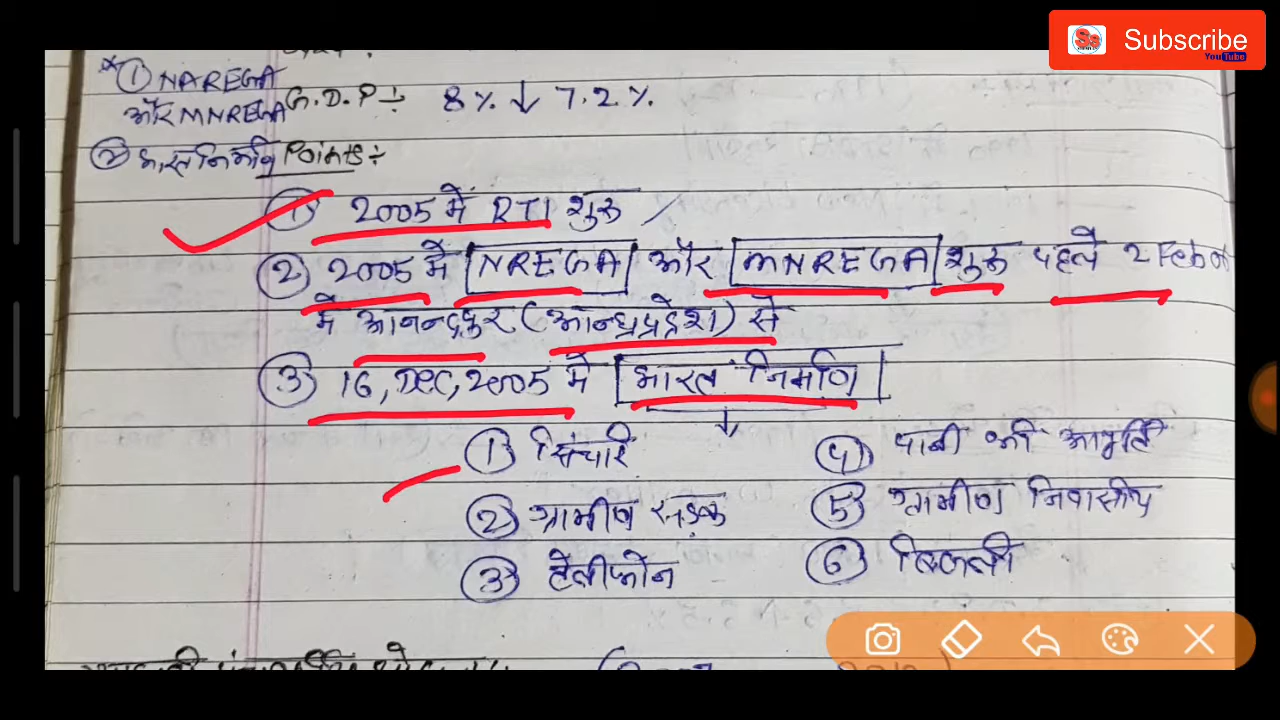 Subscribe
YouTube
① NAREGA
और MNREGA
G.D.P ÷ 8 % ↓ 7.2 %.
② भारत निर्माण
Points ÷
① 2005 में RTI शुरू
② 2005 में NREGA और MNREGA शुरू पहले 2 Feb
में आनन्दपुर (आन्ध्रप्रदेश) से
③ 16, Dec, 2005 में भारत निर्माण
① सिंचाई
② ग्रामीण सड़क
③ टेलीफोन
④ पानी की आपूर्ति
⑤ ग्रामीण निवासीय
⑥ बिजली